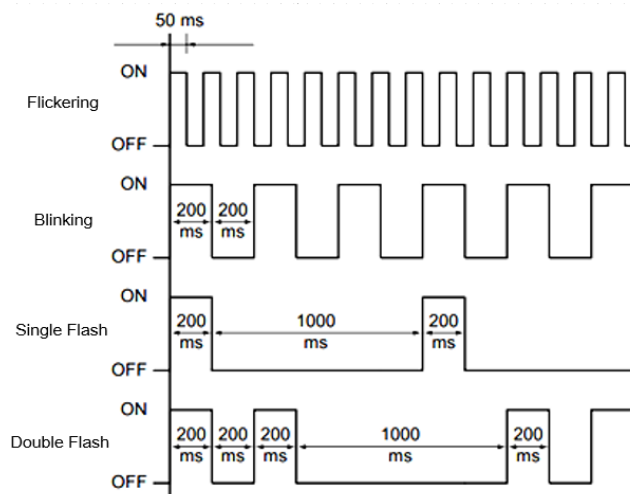 50 ms
ON
Flickering
OFF
ON
200 ms
200 ms
Blinking
OFF
ON
200 ms
1000 ms
200 ms
Single Flash
OFF
ON
200 ms
200 ms
200 ms
1000 ms
200 ms
Double Flash
OFF